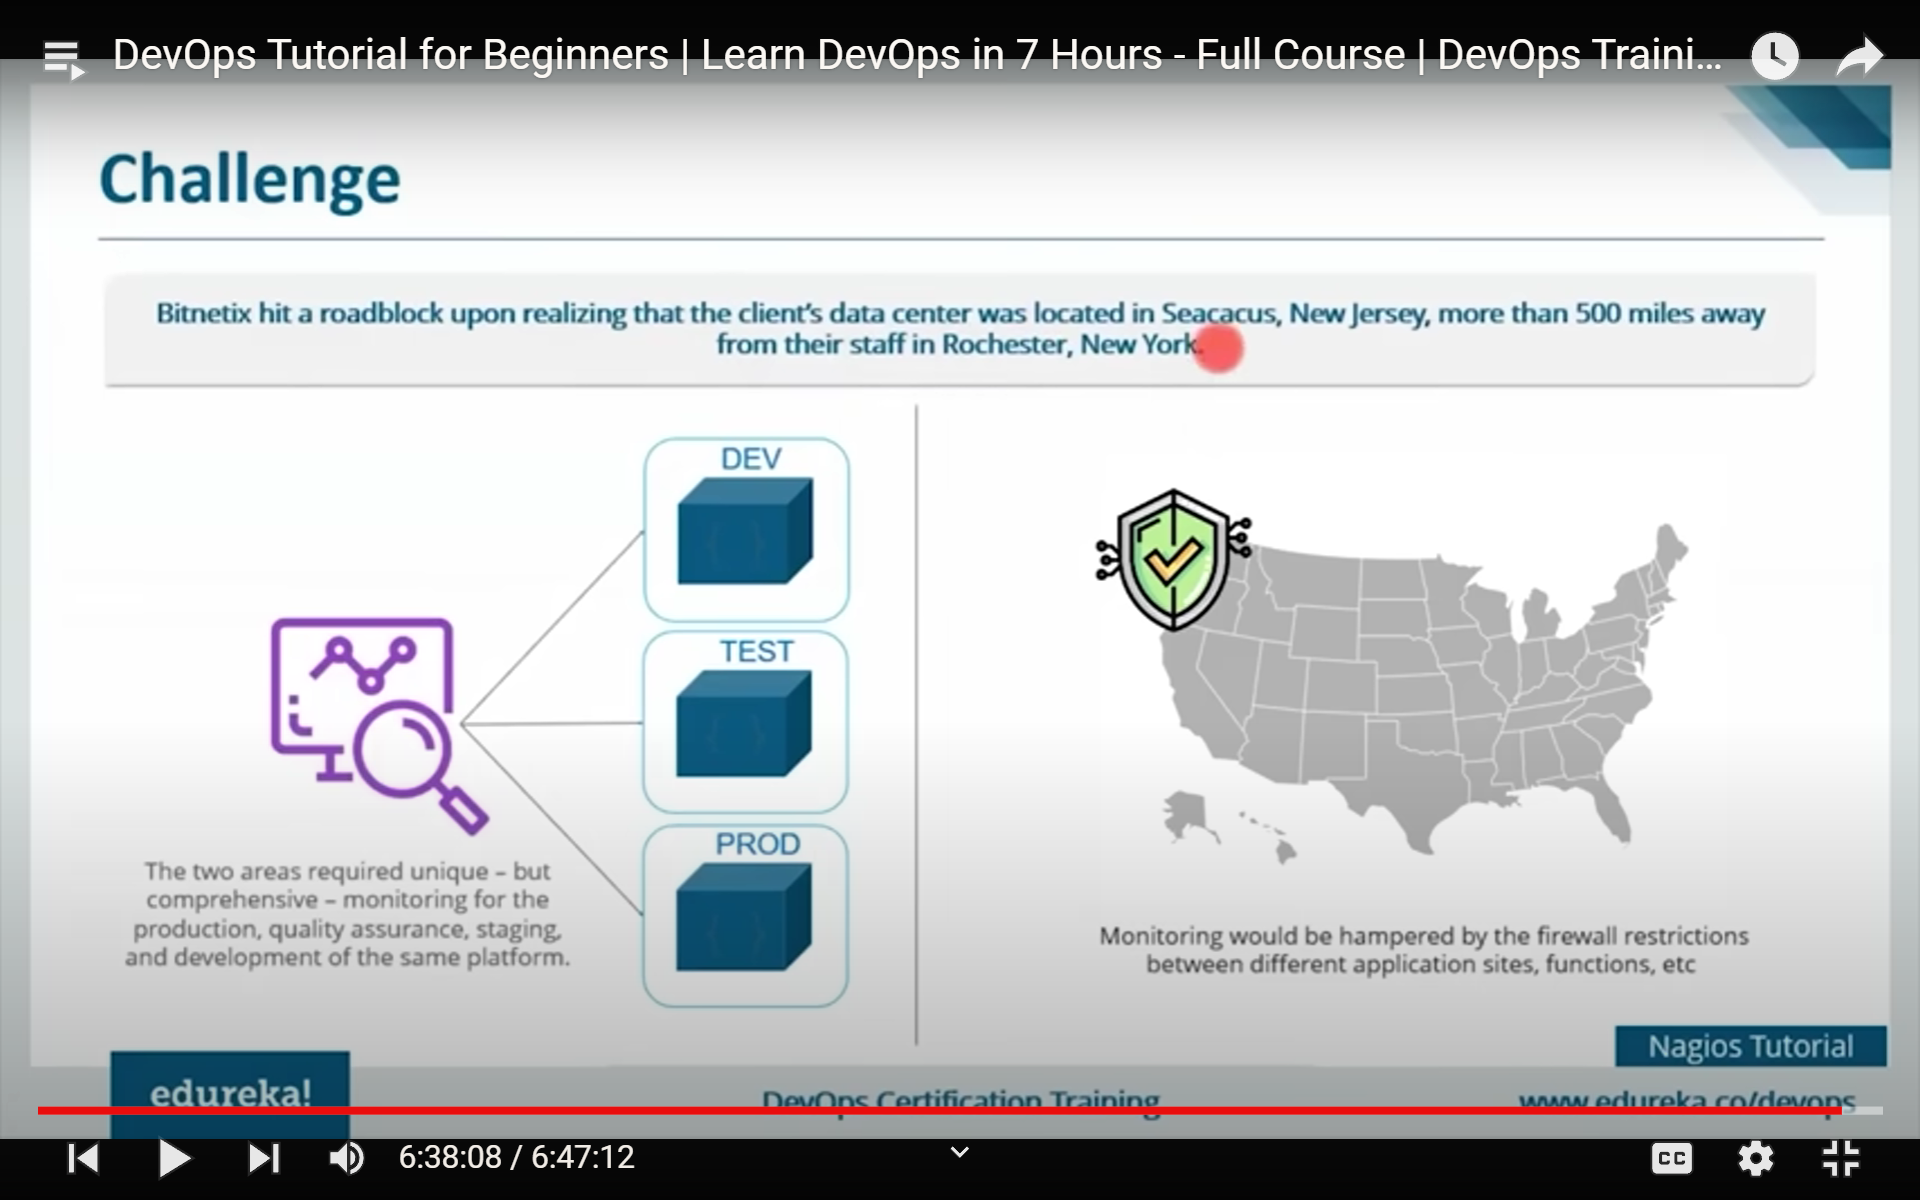 DevOps Tutorial for Beginners | Learn DevOps in 7 Hours - Full Course | DevOps Traini...
Challenge
Bitnetix hit a roadblock upon realizing that the client's data center was located in Seacacus, New Jersey, more than 500 miles away
from their staff in Rochester, New York.
DEV
TEST
PROD
The two areas required unique – but
comprehensive – monitoring for the
production, quality assurance, staging,
and development of the same platform.
Monitoring would be hampered by the firewall restrictions
between different application sites, functions, etc
Nagios Tutorial
edureka!
DevOps Certification Training
www.edureka.co/devops
6:38:08 / 6:47:12
CC